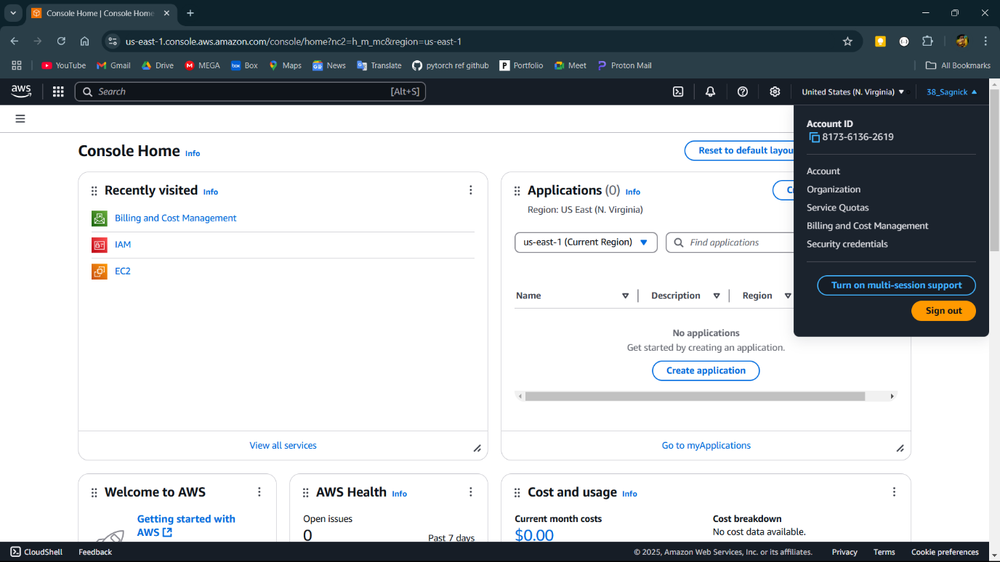 Console Home | Console Home
us-east-1.console.aws.amazon.com/console/home?nc2=h_m_mc&region=us-east-1
YouTube
Gmail
Drive
MEGA
box Box
Maps
News
Translate
pytorch ref github
P Portfolio
Meet
Proton Mail
All Bookmarks
aws
Search
[Alt+S]
United States (N. Virginia)
38_Sagnick
Account ID
8173-6136-2619
Account
Organization
Service Quotas
Billing and Cost Management
Security credentials
Turn on multi-session support
Sign out
Console Home Info
Reset to default layou
Recently visited Info
Billing and Cost Management
IAM
EC2
View all services
Applications (0) Info
Region: US East (N. Virginia)
us-east-1 (Current Region)
Find applications
Name
Description
Region
No applications
Get started by creating an application.
Create application
Go to myApplications
Welcome to AWS
Getting started with
AWS
AWS Health Info
Open issues
0
Past 7 days
Cost and usage Info
Current month costs
$0.00
Cost breakdown
No cost data available.
CloudShell
Feedback
© 2025, Amazon Web Services, Inc. or its affiliates.
Privacy
Terms
Cookie preferences